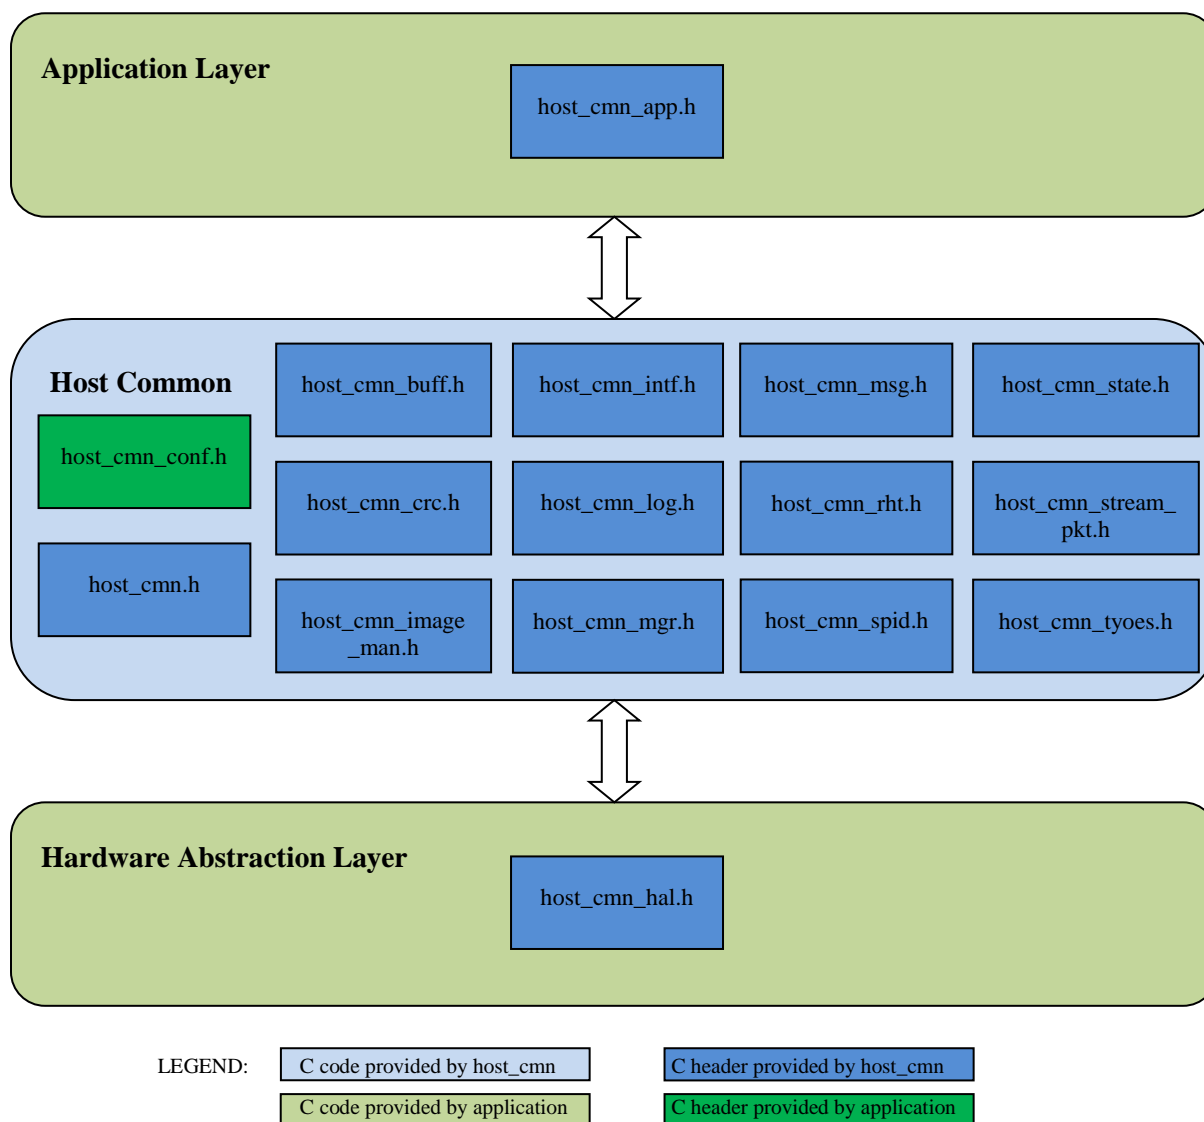 Application Layer
host_cmn_app.h
Host Common
host_cmn_conf.h
host_cmn.h
host_cmn_buff.h
host_cmn_intf.h
host_cmn_msg.h
host_cmn_state.h
host_cmn_crc.h
host_cmn_log.h
host_cmn_rht.h
host_cmn_stream_
pkt.h
host_cmn_image
_man.h
host_cmn_mgr.h
host_cmn_spid.h
host_cmn_tyoes.h
Hardware Abstraction Layer
host_cmn_hal.h
LEGEND:
C code provided by host_cmn
C header provided by host_cmn
C code provided by application
C header provided by application